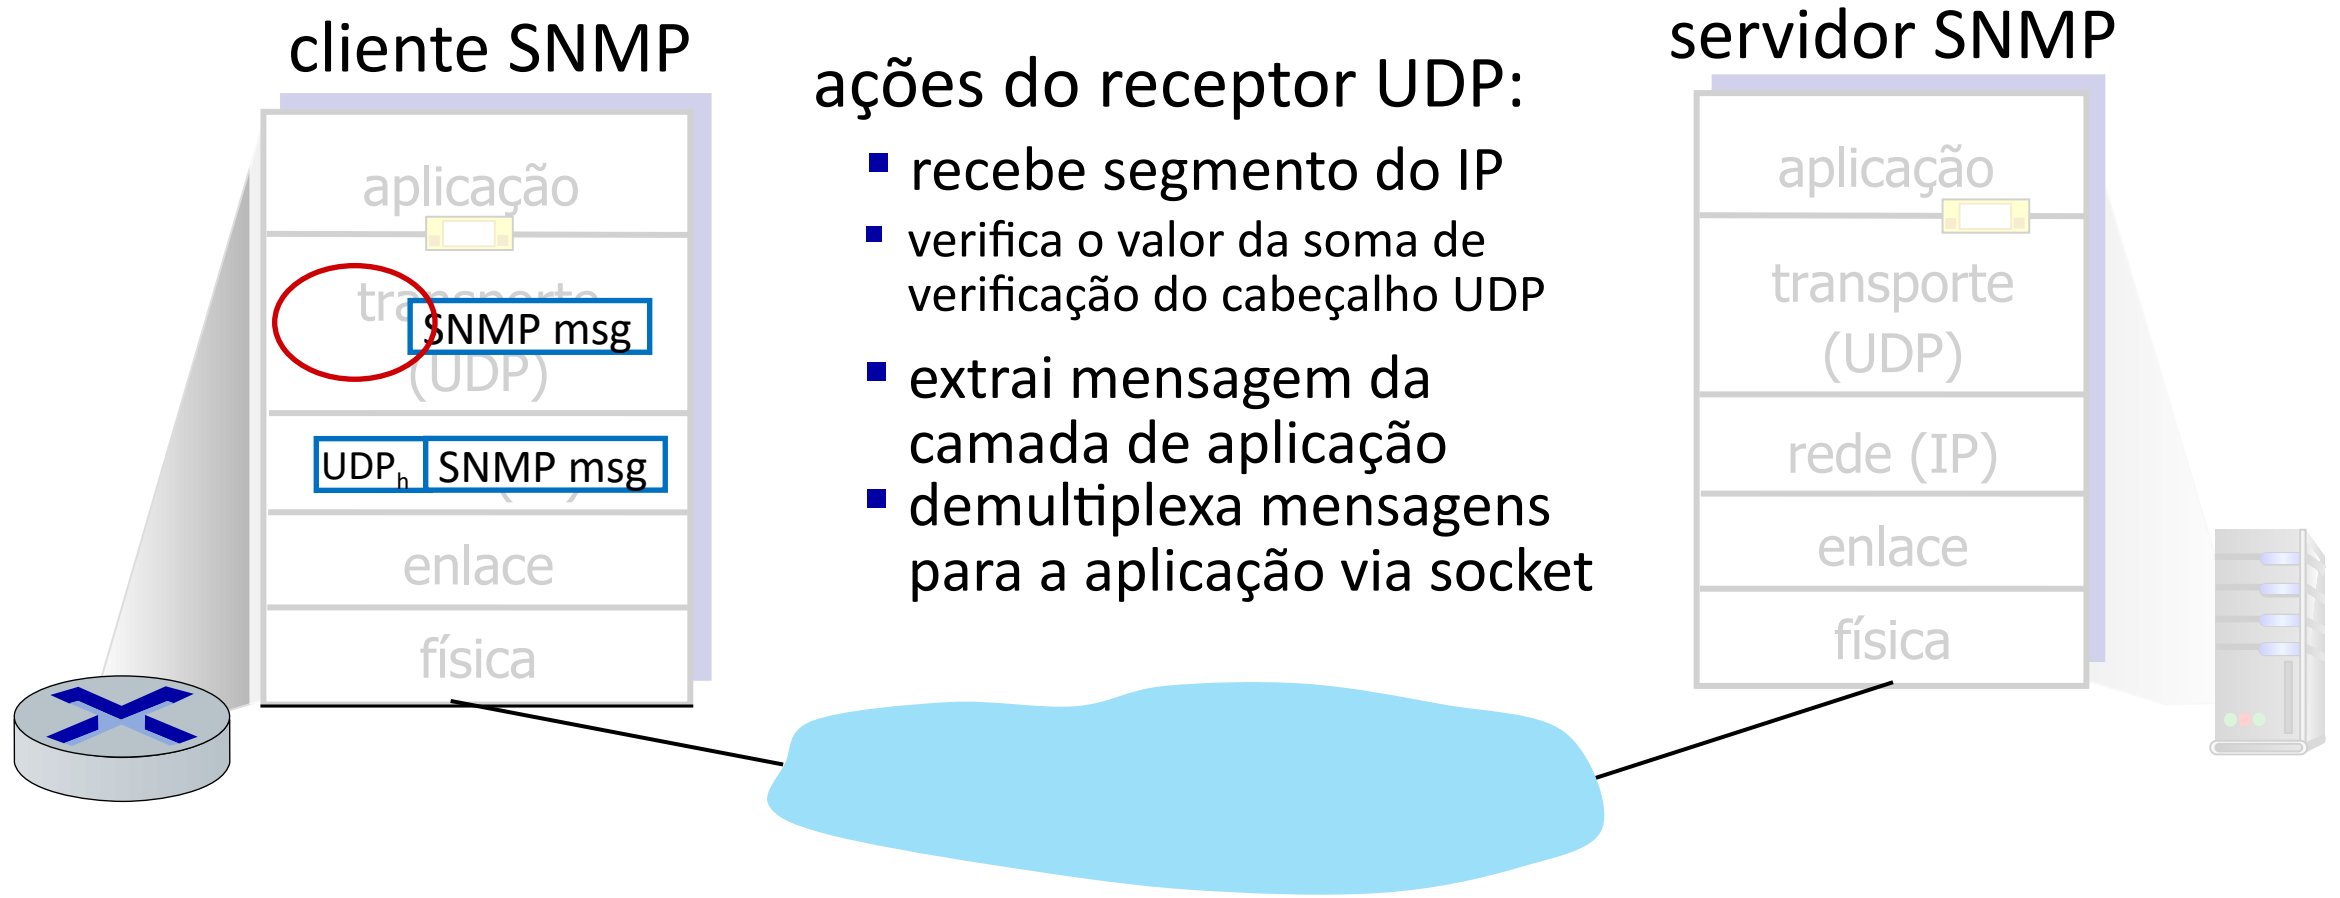 cliente SNMP
aplicação
transporte
SNMP msg
(UDP)
UDPh SNMP msg
enlace
física
ações do receptor UDP:
▪ recebe segmento do IP
▪ verifica o valor da soma de
verificação do cabeçalho UDP
▪ extrai mensagem da
camada de aplicação
▪ demultiplexa mensagens
para a aplicação via socket
servidor SNMP
aplicação
transporte
(UDP)
rede (IP)
enlace
física